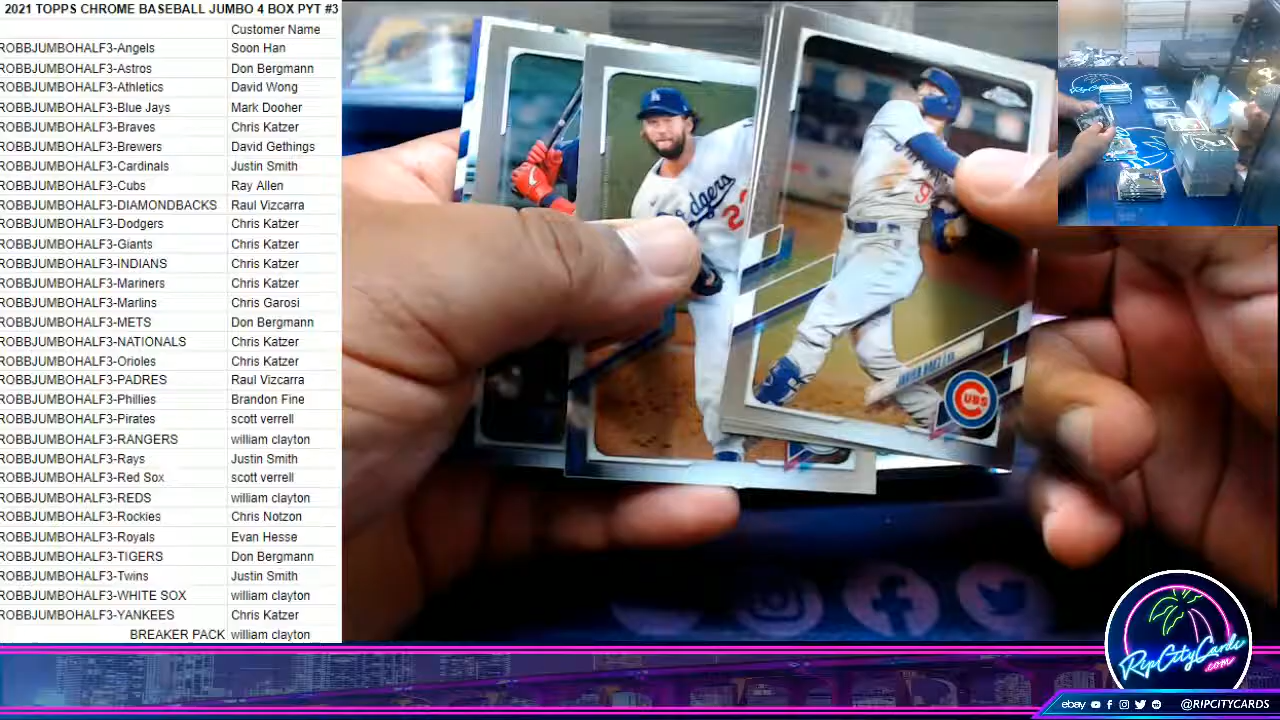 2021 TOPPS CHROME BASEBALL JUMBO 4 BOX PYT #3
Customer Name
ROBBJUMBOHALF3-Angels Soon Han
ROBBJUMBOHALF3-Astros Don Bergmann
ROBBJUMBOHALF3-Athletics David Wong
ROBBJUMBOHALF3-Blue Jays Mark Dooher
ROBBJUMBOHALF3-Braves Chris Katzer
ROBBJUMBOHALF3-Brewers David Gethings
ROBBJUMBOHALF3-Cardinals Justin Smith
ROBBJUMBOHALF3-Cubs Ray Allen
ROBBJUMBOHALF3-DIAMONDBACKS Raul Vizcarra
ROBBJUMBOHALF3-Dodgers Chris Katzer
ROBBJUMBOHALF3-Giants Chris Katzer
ROBBJUMBOHALF3-INDIANS Chris Katzer
ROBBJUMBOHALF3-Mariners Chris Katzer
ROBBJUMBOHALF3-Marlins Chris Garosi
ROBBJUMBOHALF3-METS Don Bergmann
ROBBJUMBOHALF3-NATIONALS Chris Katzer
ROBBJUMBOHALF3-Orioles Chris Katzer
ROBBJUMBOHALF3-PADRES Raul Vizcarra
ROBBJUMBOHALF3-Phillies Brandon Fine
ROBBJUMBOHALF3-Pirates scott verrell
ROBBJUMBOHALF3-RANGERS william clayton
ROBBJUMBOHALF3-Rays Justin Smith
ROBBJUMBOHALF3-Red Sox scott verrell
ROBBJUMBOHALF3-REDS william clayton
ROBBJUMBOHALF3-Rockies Chris Notzon
ROBBJUMBOHALF3-Royals Evan Hesse
ROBBJUMBOHALF3-TIGERS Don Bergmann
ROBBJUMBOHALF3-Twins Justin Smith
ROBBJUMBOHALF3-WHITE SOX william clayton
ROBBJUMBOHALF3-YANKEES Chris Katzer
BREAKER PACK william clayton
Dodgers
22
9
CUBS
RipCityCards
.com
ebay @RIPCITYCARDS